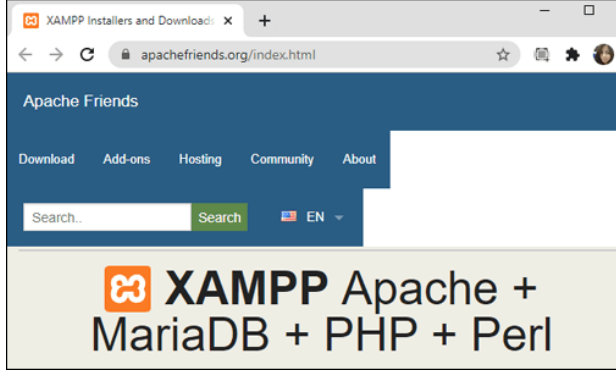 XAMPP Installers and Downloads
apachefriends.org/index.html
Apache Friends
Download Add-ons Hosting Community About
Search.. Search EN
XAMPP Apache +
MariaDB + PHP + Perl